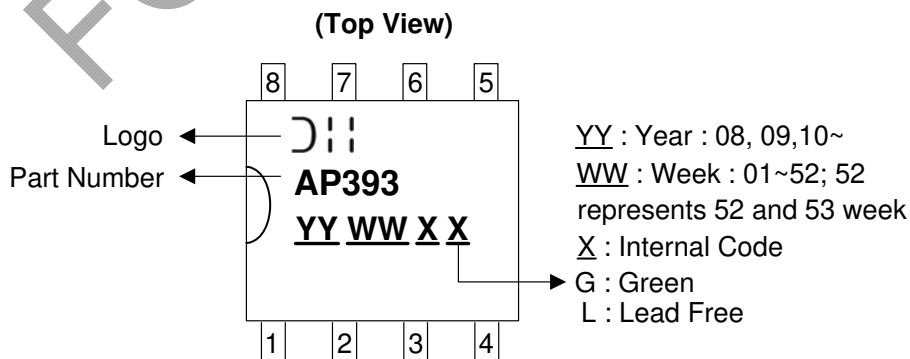 (Top View)
8 7 6 5
Logo
Part Number
AP393
YY WW X X
YY : Year : 08, 09,10~
WW : Week : 01~52; 52
represents 52 and 53 week
X : Internal Code
G : Green
L : Lead Free
1 2 3 4